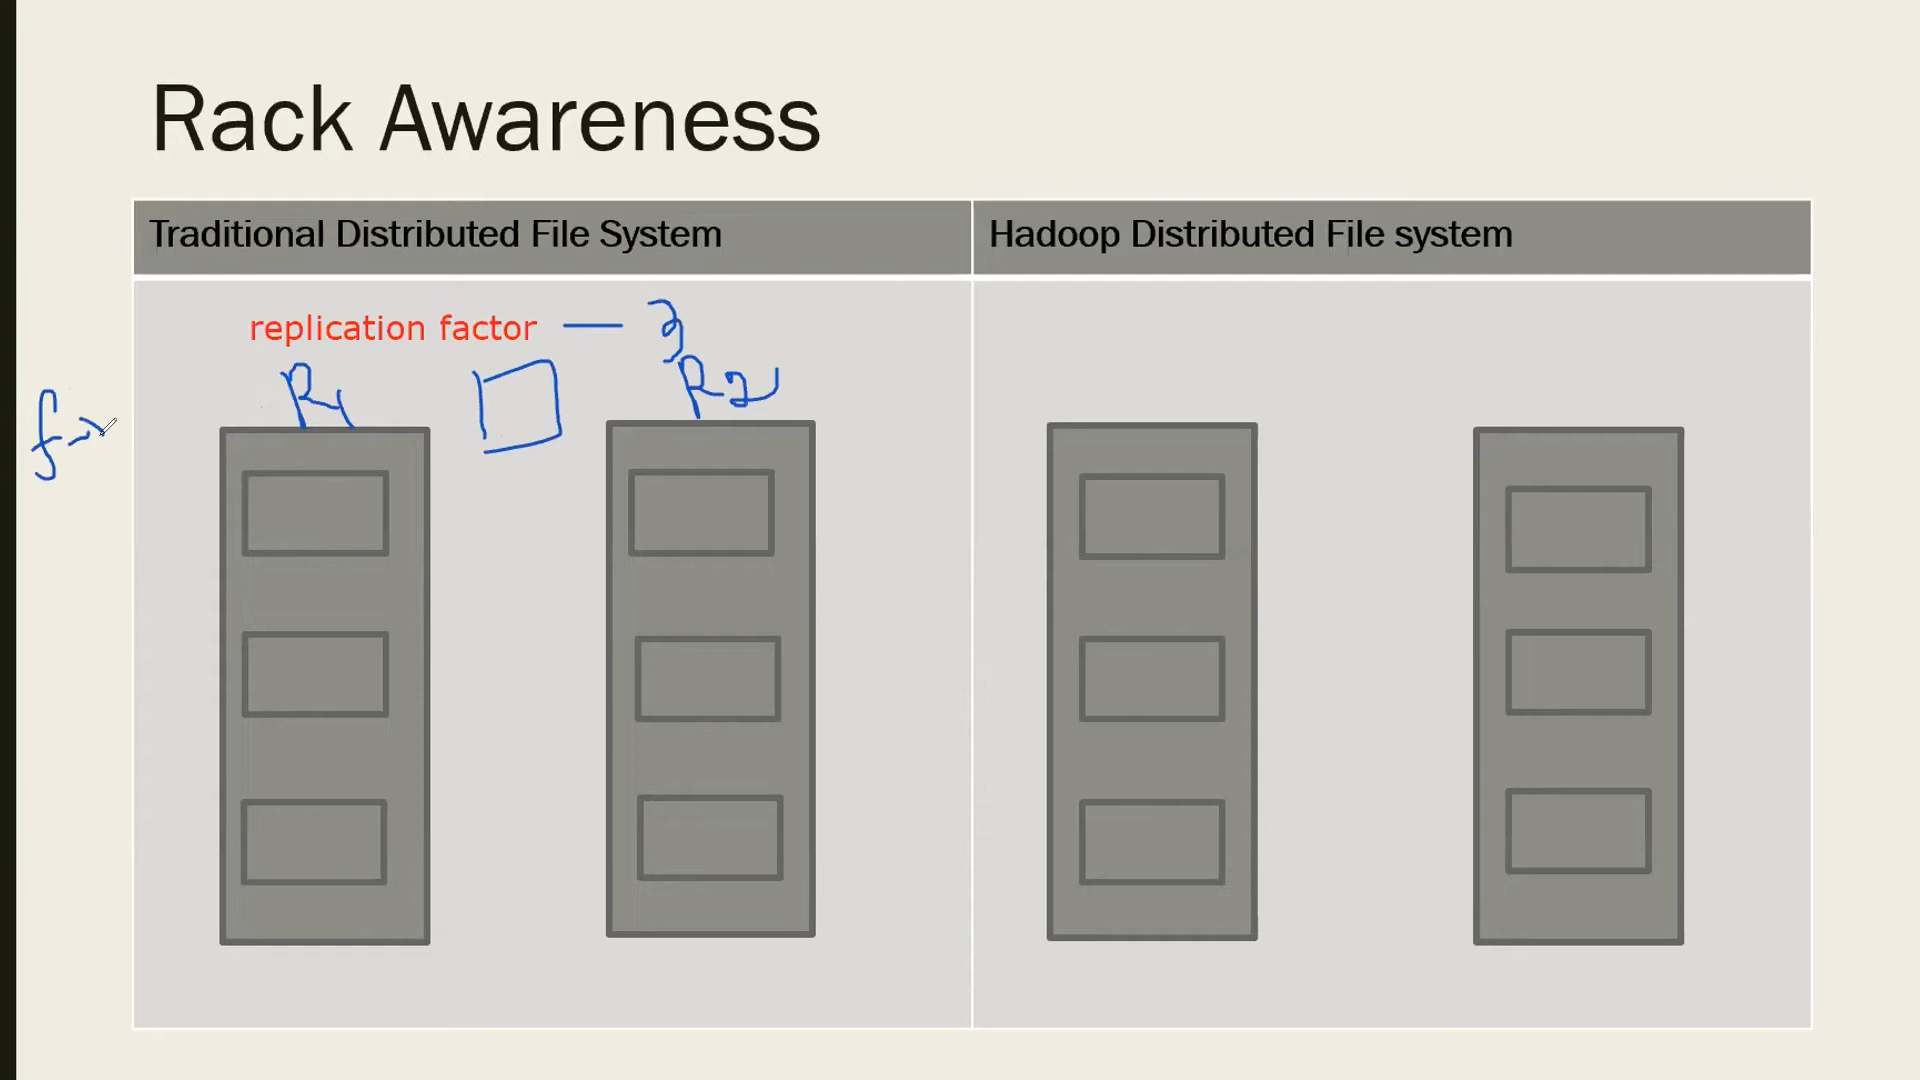 Rack Awareness
Traditional Distributed File System
Hadoop Distributed File system
replication factor — 3
R1
R2